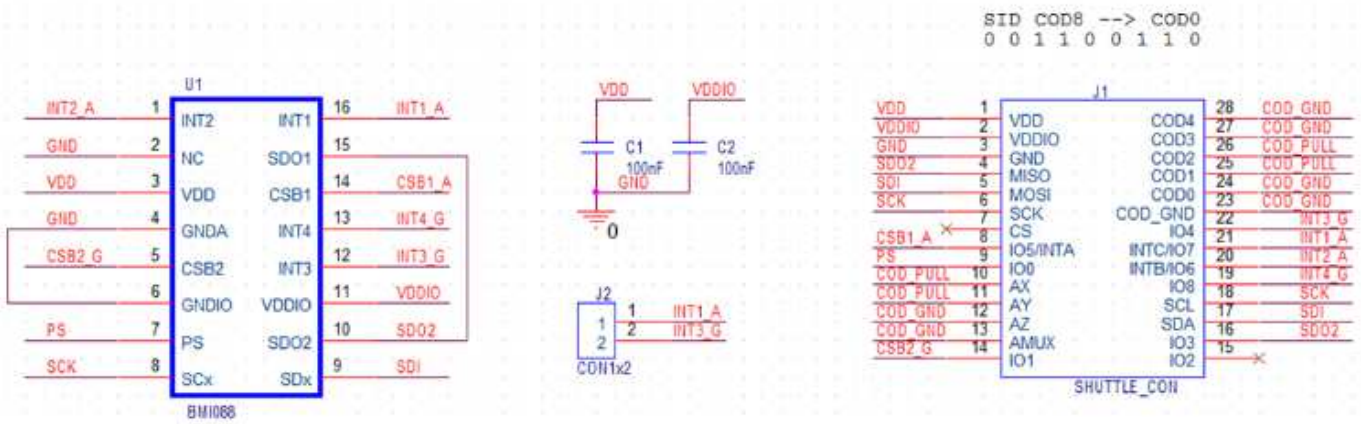 SID COD8 --> COD0
0 0 1 1 0 0 1 1 0
U1
INT2_A 1 INT2 INT1 16 INT1_A
GND 2 NC SDO1 15
VDD 3 VDD CSB1 14 CSB1_A
GND 4 GNDA INT4 13 INT4_G
CSB2_G 5 CSB2 INT3 12 INT3_G
6 GNDIO VDDIO 11 VDDIO
PS 7 PS SDO2 10 SDO2
SCK 8 SCx SDx 9 SDI
BMI088
VDD VDDIO
C1 C2
100nF 100nF
GND
0
J2
1 1 INT1_A
2 2 INT3_G
CON1x2
J1
VDD 1 VDD COD4 28 COD_GND
VDDIO 2 VDDIO COD3 27 COD_GND
GND 3 GND COD2 26 COD_PULL
SDO2 4 MISO COD1 25 COD_PULL
SDI 5 MOSI COD0 24 COD_GND
SCK 6 SCK COD_GND 23 COD_GND
7 CS IO4 22 INT3_G
CSB1_A 8 IO5/INTA INTC/IO7 21 INT1_A
PS 9 IO0 INTB/IO6 20 INT2_A
COD_PULL 10 AX IO8 19 INT4_G
COD_PULL 11 AY SCL 18 SCK
COD_GND 12 AZ SDA 17 SDI
COD_GND 13 AMUX IO3 16 SDO2
CSB2_G 14 IO1 IO2 15
SHUTTLE_CON